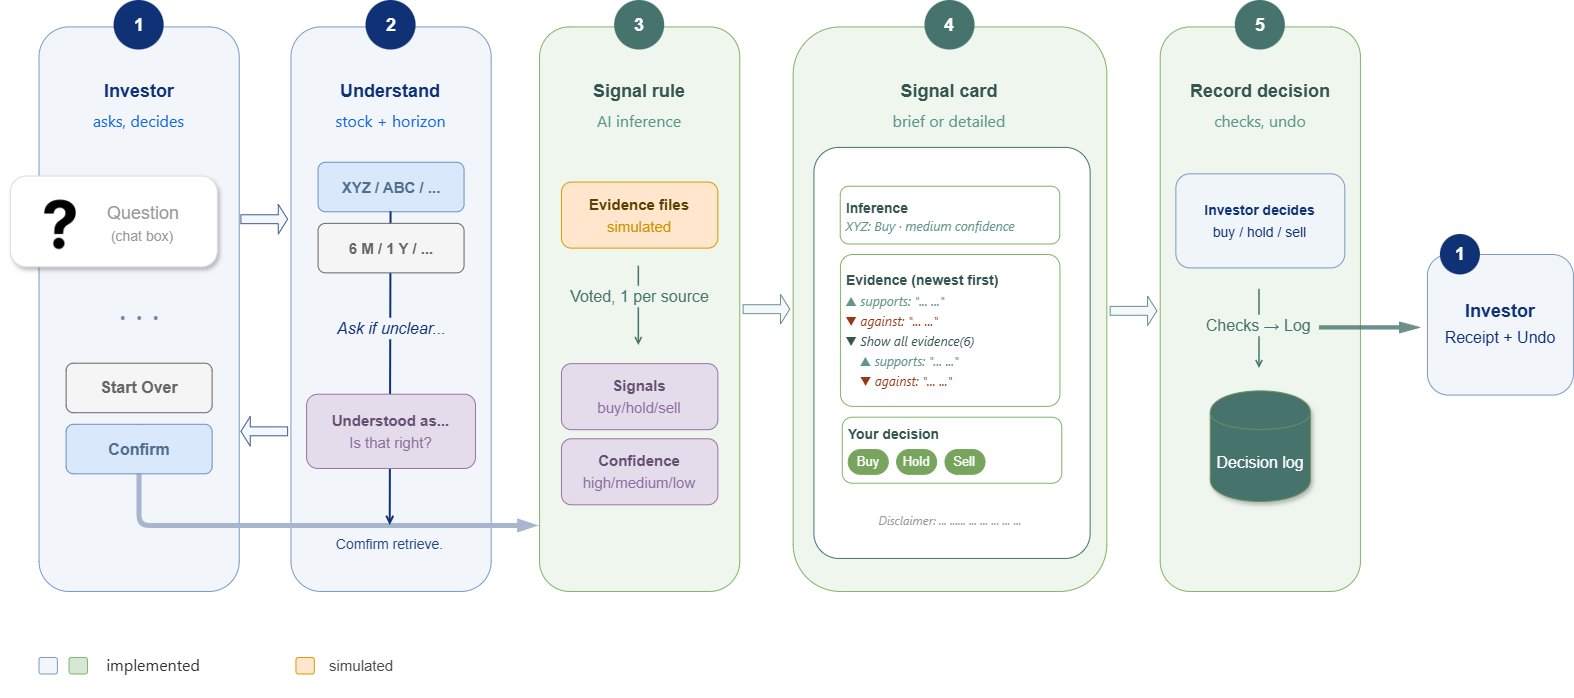 1
Investor
asks, decides
?
Question
(chat box)
. . .
Start Over
Confirm
2
Understand
stock + horizon
XYZ / ABC / ...
6 M / 1 Y / ...
Ask if unclear...
Understood as...
Is that right?
Comfirm retrieve.
3
Signal rule
AI inference
Evidence files
simulated
Voted, 1 per source
Signals
buy/hold/sell
Confidence
high/medium/low
4
Signal card
brief or detailed
Inference
XYZ: Buy · medium confidence
Evidence (newest first)
▲ supports: "... ..."
▼ against: "... ..."
▼ Show all evidence(6)
▲ supports: "... ..."
▼ against: "... ..."
Your decision
Buy Hold Sell
Disclaimer: ... ...... ... ... ... ... ...
5
Record decision
checks, undo
Investor decides
buy / hold / sell
Checks → Log
Decision log
1
Investor
Receipt + Undo
implemented
simulated